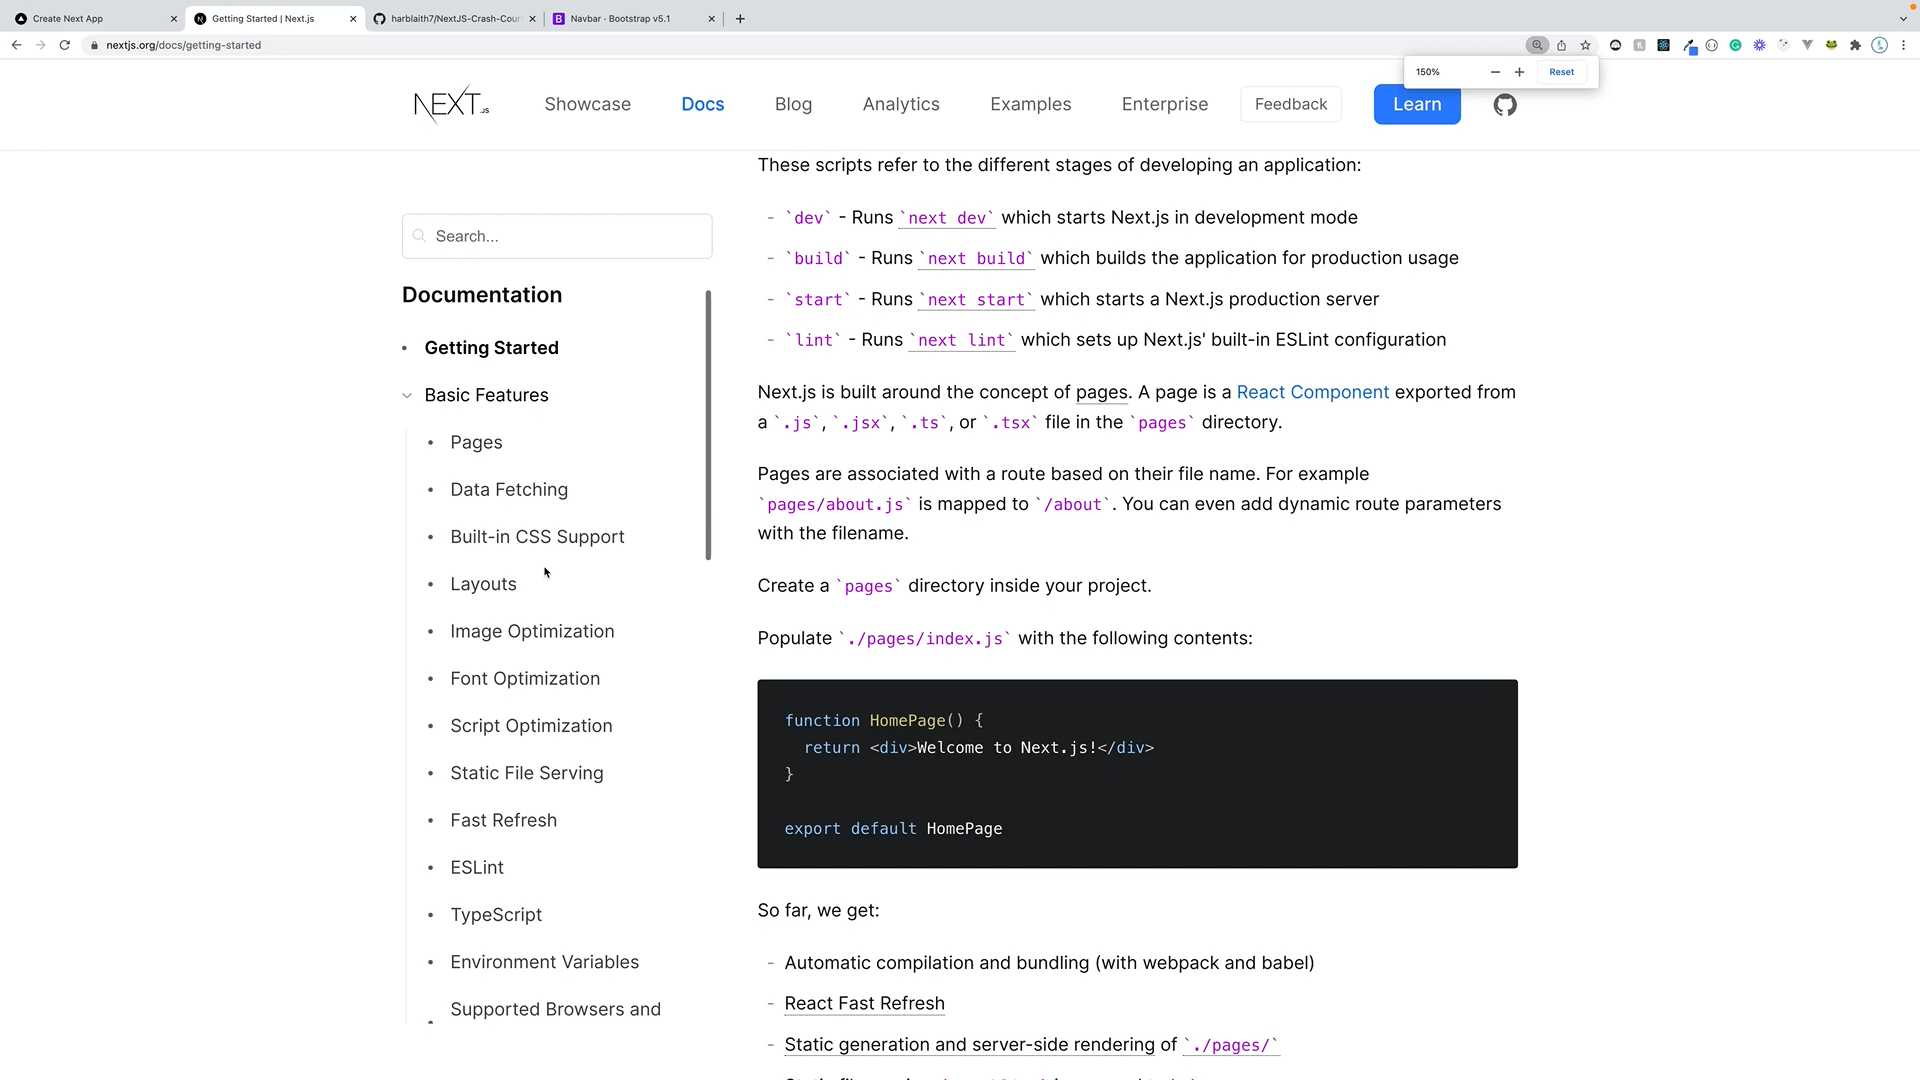 Create Next App
Getting Started | Next.js
harblaith7/NextJS-Crash-Cour
Navbar · Bootstrap v5.1
nextjs.org/docs/getting-started
150%
Reset
NEXT.JS
Showcase
Docs
Blog
Analytics
Examples
Enterprise
Feedback
Learn
Search...
Documentation
Getting Started
Basic Features
Pages
Data Fetching
Built-in CSS Support
Layouts
Image Optimization
Font Optimization
Script Optimization
Static File Serving
Fast Refresh
ESLint
TypeScript
Environment Variables
Supported Browsers and
These scripts refer to the different stages of developing an application:
- `dev` - Runs `next dev` which starts Next.js in development mode
- `build` - Runs `next build` which builds the application for production usage
- `start` - Runs `next start` which starts a Next.js production server
- `lint` - Runs `next lint` which sets up Next.js' built-in ESLint configuration
Next.js is built around the concept of pages. A page is a React Component exported from
a `.js`, `.jsx`, `.ts`, or `.tsx` file in the `pages` directory.
Pages are associated with a route based on their file name. For example
`pages/about.js` is mapped to `/about`. You can even add dynamic route parameters
with the filename.
Create a `pages` directory inside your project.
Populate `./pages/index.js` with the following contents:
function HomePage() {
return <div>Welcome to Next.js!</div>
}
export default HomePage
So far, we get:
- Automatic compilation and bundling (with webpack and babel)
- React Fast Refresh
- Static generation and server-side rendering of `./pages/`